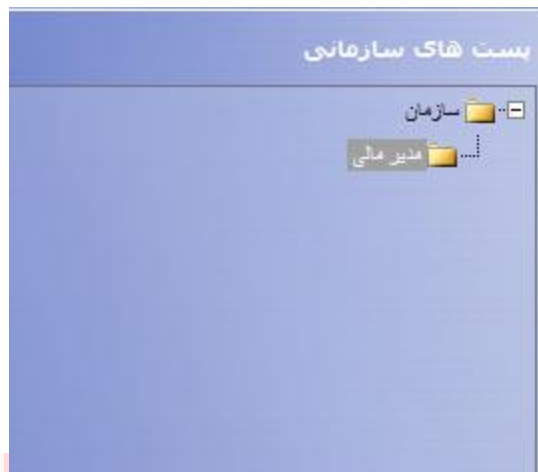 پست های سازمانی
سازمان
مدیر مالی